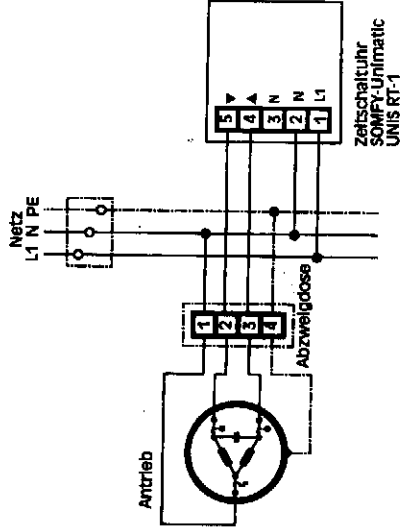 Netz
L1 N PE
5 ▼
4 ▲
3 N
2 N
1 L1
Zeitschaltuhr
SOMFY-Unimatic
UNIS RT-1
1
2
3
4
Abzweigdose
Antrieb